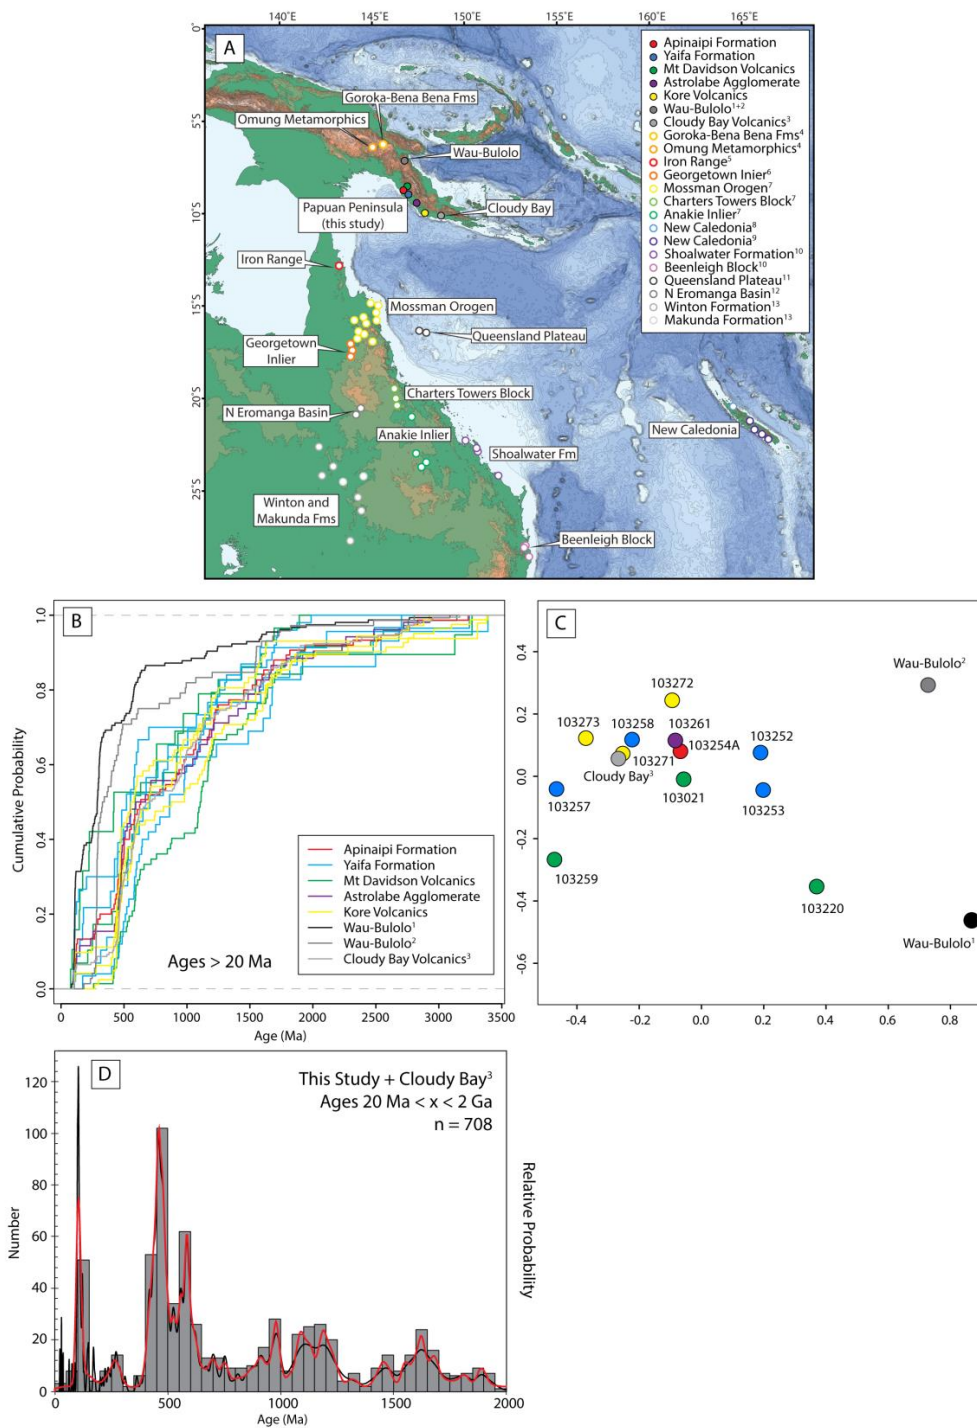 140°E 145°E 150°E 155°E 160°E 165°E
0°
5°S
10°S
15°S
20°S
25°S
A
Goroka-Bena Bena Fms
Omung Metamorphics
Wau-Bulolo
Papuan Peninsula
(this study)
Cloudy Bay
Iron Range
Mossman Orogen
Georgetown
Inlier
Queensland Plateau
Charters Towers Block
N Eromanga Basin
Anakie Inlier
New Caledonia
Shoalwater Fm
Winton and
Makunda Fms
Beenleigh Block
Apinaipi Formation
Yaifa Formation
Mt Davidson Volcanics
Astrolabe Agglomerate
Kore Volcanics
Wau-Bulolo¹⁺²
Cloudy Bay Volcanics³
Goroka-Bena Bena Fms⁴
Omung Metamorphics⁴
Iron Range⁵
Georgetown Inier⁶
Mossman Orogen⁷
Charters Towers Block⁷
Anakie Inlier⁷
New Caledonia⁸
New Caledonia⁹
Shoalwater Formation¹⁰
Beenleigh Block¹⁰
Queensland Plateau¹¹
N Eromanga Basin¹²
Winton Formation¹³
Makunda Formation¹³
B
Cumulative Probability
1.0
0.8
0.6
0.4
0.2
0.0
Apinaipi Formation
Yaifa Formation
Mt Davidson Volcanics
Astrolabe Agglomerate
Kore Volcanics
Wau-Bulolo¹
Wau-Bulolo²
Cloudy Bay Volcanics³
Ages > 20 Ma
0 500 1000 1500 2000 2500 3000 3500
Age (Ma)
C
0.4
0.2
0.0
-0.2
-0.4
-0.6
Wau-Bulolo²
103272
103273
103258
103261
103254A
103252
103271
Cloudy Bay³
103257
103021
103253
103259
103220
Wau-Bulolo¹
-0.4 -0.2 0.0 0.2 0.4 0.6 0.8
D
This Study + Cloudy Bay³
Ages 20 Ma < x < 2 Ga
n = 708
Number
120
100
80
60
40
20
0
Relative Probability
0 500 1000 1500 2000
Age (Ma)